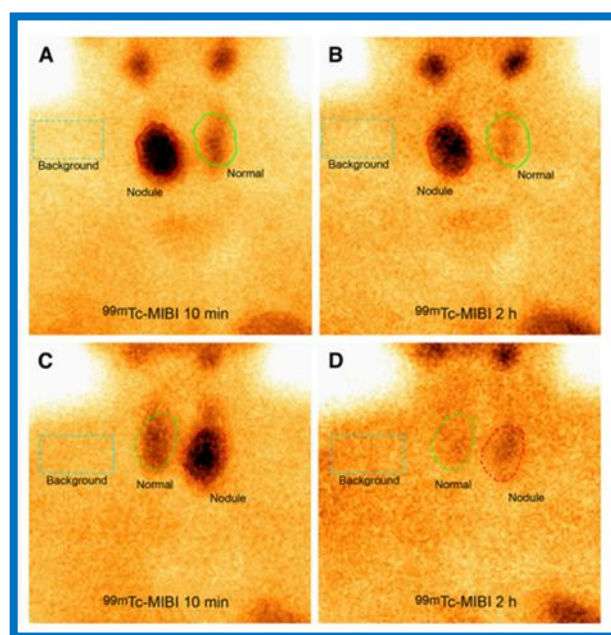 A
Background
Nodule
Normal
⁹⁹ᵐTc-MIBI 10 min
B
Background
Nodule
Normal
⁹⁹ᵐTc-MIBI 2 h
C
Background
Normal
Nodule
⁹⁹ᵐTc-MIBI 10 min
D
Background
Normal
Nodule
⁹⁹ᵐTc-MIBI 2 h